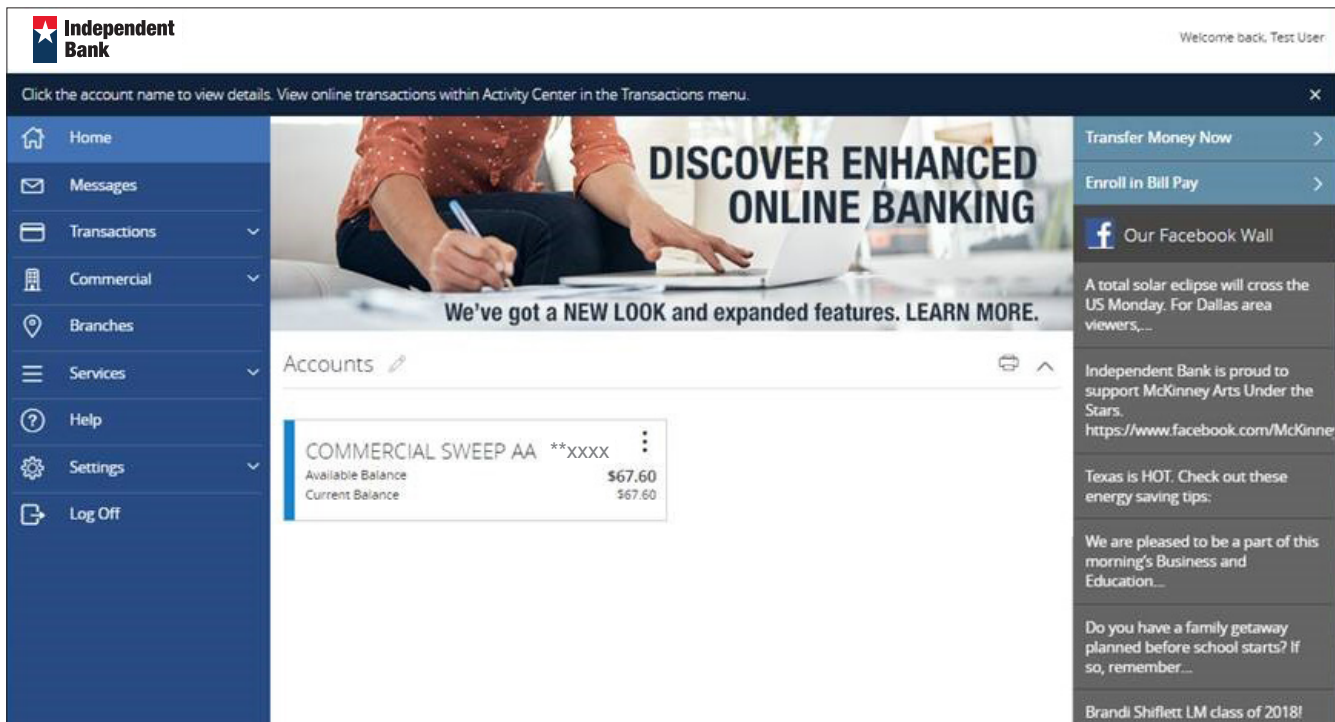 Independent
Bank
Welcome back, Test User
Click the account name to view details. View online transactions within Activity Center in the Transactions menu.
Home
Messages
Transactions
Commercial
Branches
Services
Help
Settings
Log Off
DISCOVER ENHANCED
ONLINE BANKING
We've got a NEW LOOK and expanded features. LEARN MORE.
Accounts
COMMERCIAL SWEEP AA **xxxx
Available Balance $67.60
Current Balance $67.60
Transfer Money Now
Enroll in Bill Pay
f Our Facebook Wall
A total solar eclipse will cross the
US Monday. For Dallas area
viewers,...
Independent Bank is proud to
support McKinney Arts Under the
Stars.
https://www.facebook.com/McKinney
Texas is HOT. Check out these
energy saving tips:
We are pleased to be a part of this
morning's Business and
Education...
Do you have a family getaway
planned before school starts? If
so, remember...
Brandi Shiflett LM class of 2018!